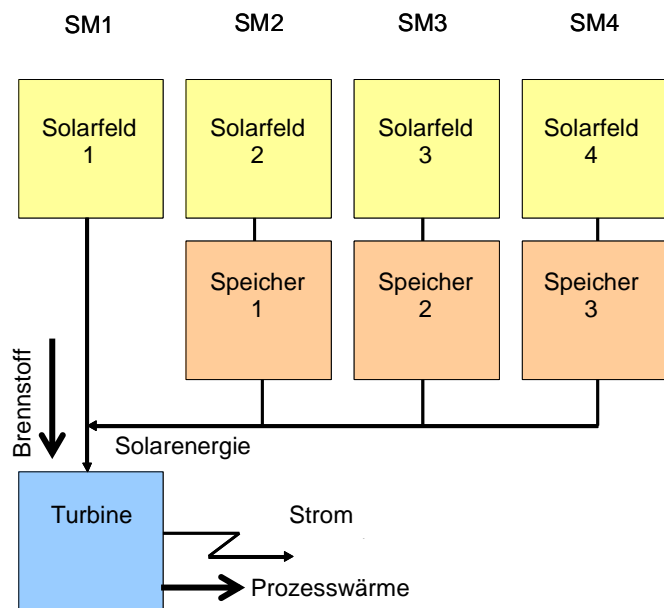 SM1 SM2 SM3 SM4
Solarfeld
1
Solarfeld
2
Solarfeld
3
Solarfeld
4
Speicher
1
Speicher
2
Speicher
3
Brennstoff
Solarenergie
Turbine
Strom
Prozesswärme